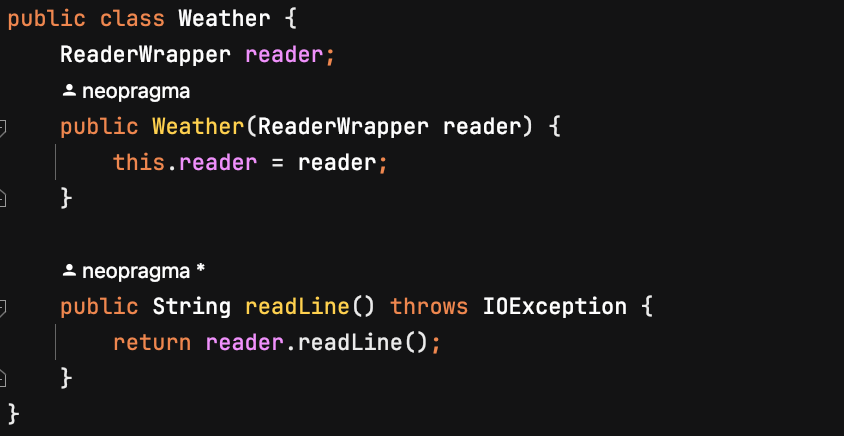 public class Weather {
ReaderWrapper reader;
neopragma
public Weather(ReaderWrapper reader) {
this.reader = reader;
}
neopragma *
public String readLine() throws IOException {
return reader.readLine();
}
}